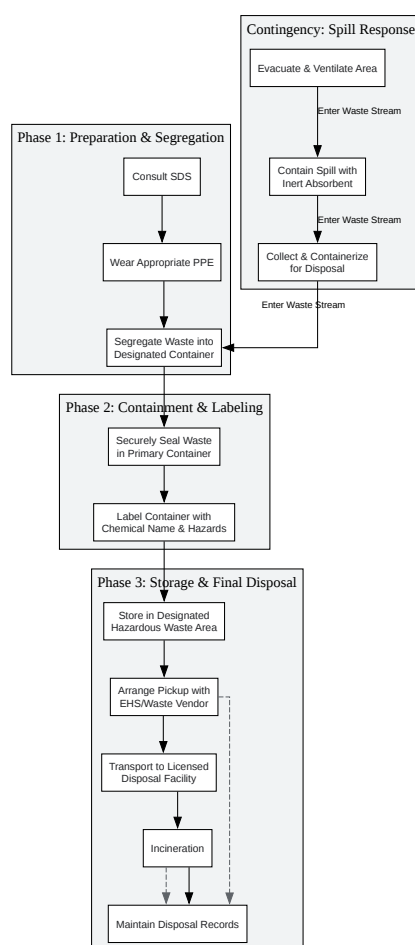 Contingency: Spill Response
Evacuate & Ventilate Area
Enter Waste Stream
Phase 1: Preparation & Segregation
Consult SDS
Contain Spill with
Inert Absorbent
Enter Waste Stream
Wear Appropriate PPE
Collect & Containerize
for Disposal
Enter Waste Stream
Segregate Waste into
Designated Container
Phase 2: Containment & Labeling
Securely Seal Waste
in Primary Container
Label Container with
Chemical Name & Hazards
Phase 3: Storage & Final Disposal
Store in Designated
Hazardous Waste Area
Arrange Pickup with
EHS/Waste Vendor
Transport to Licensed
Disposal Facility
Incineration
Maintain Disposal Records